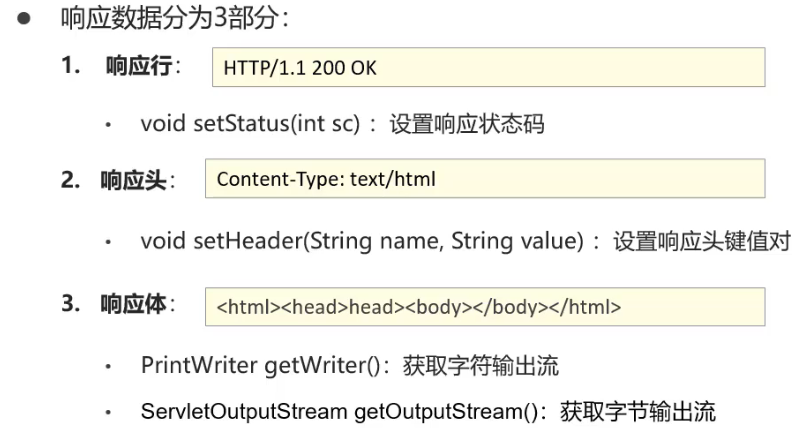 ● 响应数据分为3部分：
1. 响应行： HTTP/1.1 200 OK
• void setStatus(int sc) ：设置响应状态码
2. 响应头： Content-Type: text/html
• void setHeader(String name, String value) ：设置响应头键值对
3. 响应体： <html><head>head><body></body></html>
• PrintWriter getWriter()：获取字符输出流
• ServletOutputStream getOutputStream()：获取字节输出流